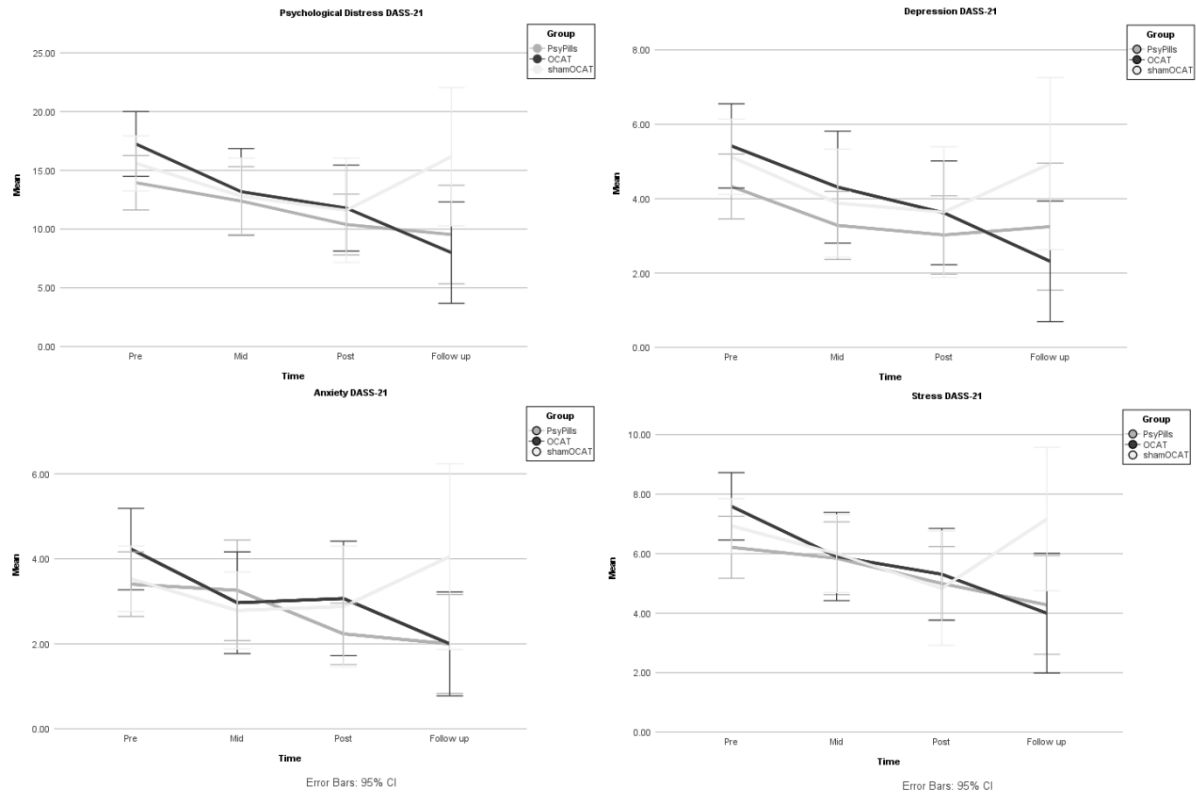 Psychological Distress DASS-21
Group
PsyPills
OCAT
shamOCAT
25.00
20.00
15.00
10.00
5.00
0.00
Mean
Pre
Mid
Post
Follow up
Time
Depression DASS-21
Group
PsyPills
OCAT
shamOCAT
8.00
6.00
4.00
2.00
0.00
Mean
Pre
Mid
Post
Follow up
Time
Anxiety DASS-21
Group
PsyPills
OCAT
shamOCAT
6.00
4.00
2.00
0.00
Mean
Pre
Mid
Post
Follow up
Time
Error Bars: 95% CI
Stress DASS-21
Group
PsyPills
OCAT
shamOCAT
10.00
8.00
6.00
4.00
2.00
0.00
Mean
Pre
Mid
Post
Follow up
Time
Error Bars: 95% CI